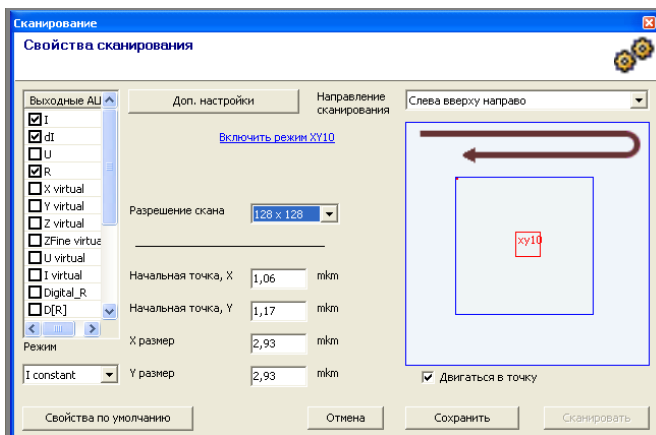 Сканирование
Свойства сканирования
Выходные AU
I
dI
U
R
X virtual
Y virtual
Z virtual
ZFine virtua
U virtual
I virtual
Digital_R
D[R]
Режим
I constant
Доп. настройки
Направление сканирования
Слева вверху направо
Включить режим XY10
Разрешение скана 128 x 128
Начальная точка, X 1,06 mkm
Начальная точка, Y 1,17 mkm
X размер 2,93 mkm
Y размер 2,93 mkm
xy10
Двигаться в точку
Свойства по умолчанию Отмена Сохранить Сканировать